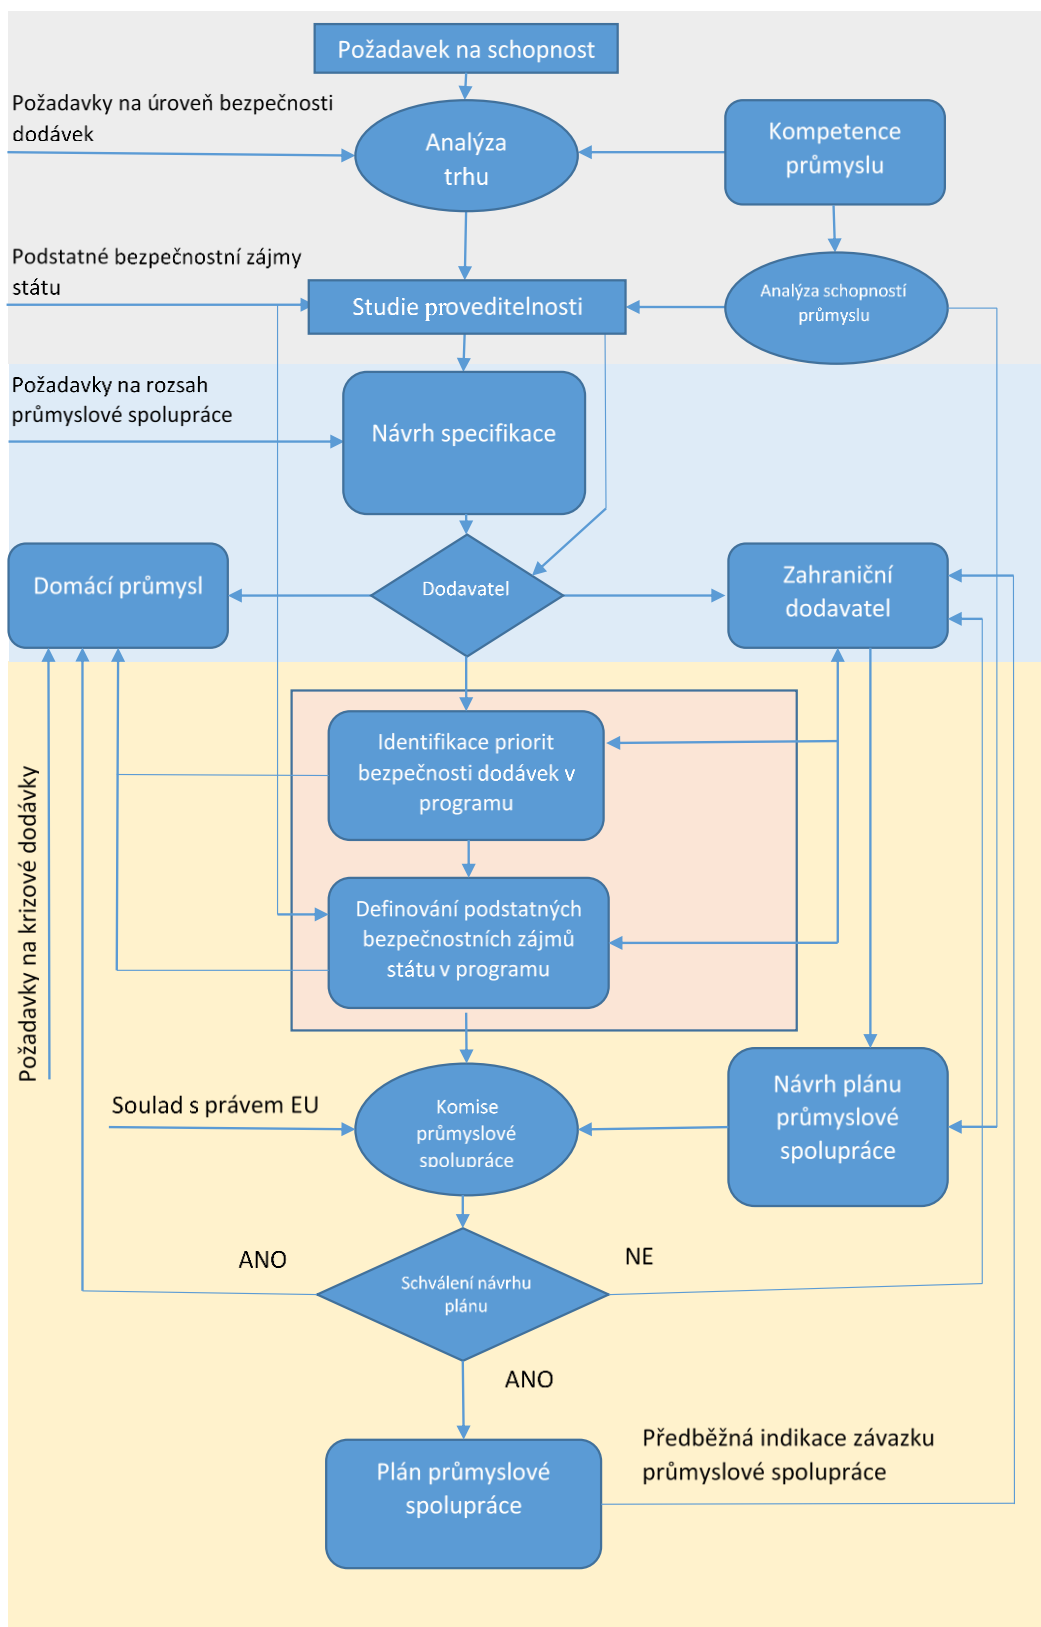 Požadavek na schopnost
Požadavky na úroveň bezpečnosti
dodávek
Analýza
trhu
Kompetence
průmyslu
Podstatné bezpečnostní zájmy
státu
Studie proveditelnosti
Analýza schopností
průmyslu
Požadavky na rozsah
průmyslové spolupráce
Návrh specifikace
Domácí průmysl
Dodavatel
Zahraniční
dodavatel
Identifikace priorit
bezpečnosti dodávek v
programu
Požadavky na krizové dodávky
Definování podstatných
bezpečnostních zájmů
státu v programu
Soulad s právem EU
Komise
průmyslové
spolupráce
Návrh plánu
průmyslové
spolupráce
ANO
NE
Schválení návrhu
plánu
ANO
Předběžná indikace závazku
průmyslové spolupráce
Plán průmyslové
spolupráce